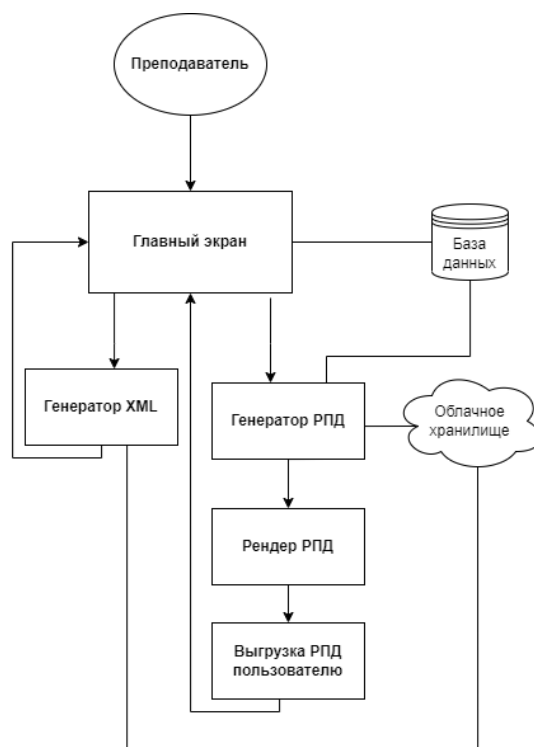 Преподаватель
Главный экран
База
данных
Генератор XML
Генератор РПД
Облачное
хранилище
Рендер РПД
Выгрузка РПД
пользователю